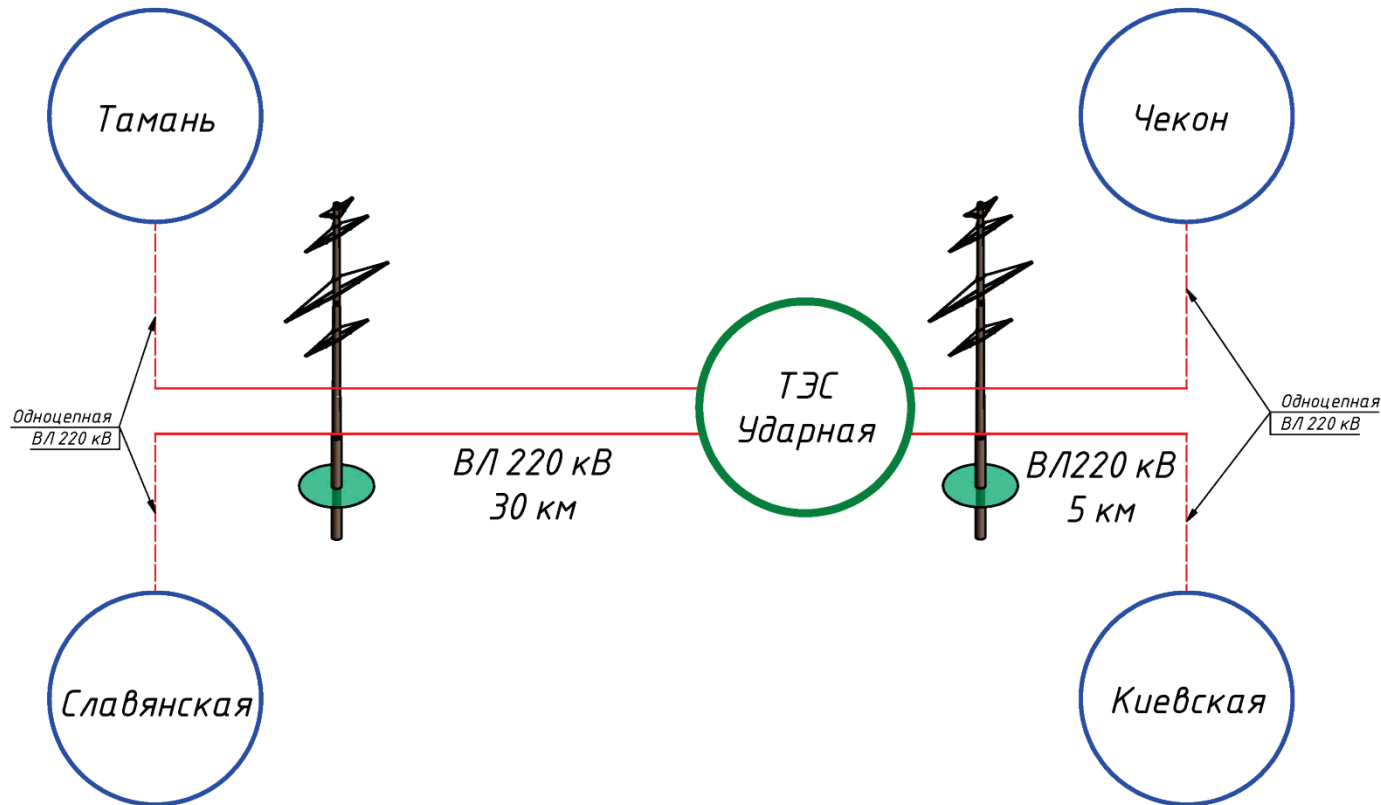 Тамань
Чекон
ТЭС
Ударная
Одноцепная
ВЛ 220 кВ
Одноцепная
ВЛ 220 кВ
ВЛ 220 кВ
30 км
ВЛ220 кВ
5 км
Славянская
Киевская